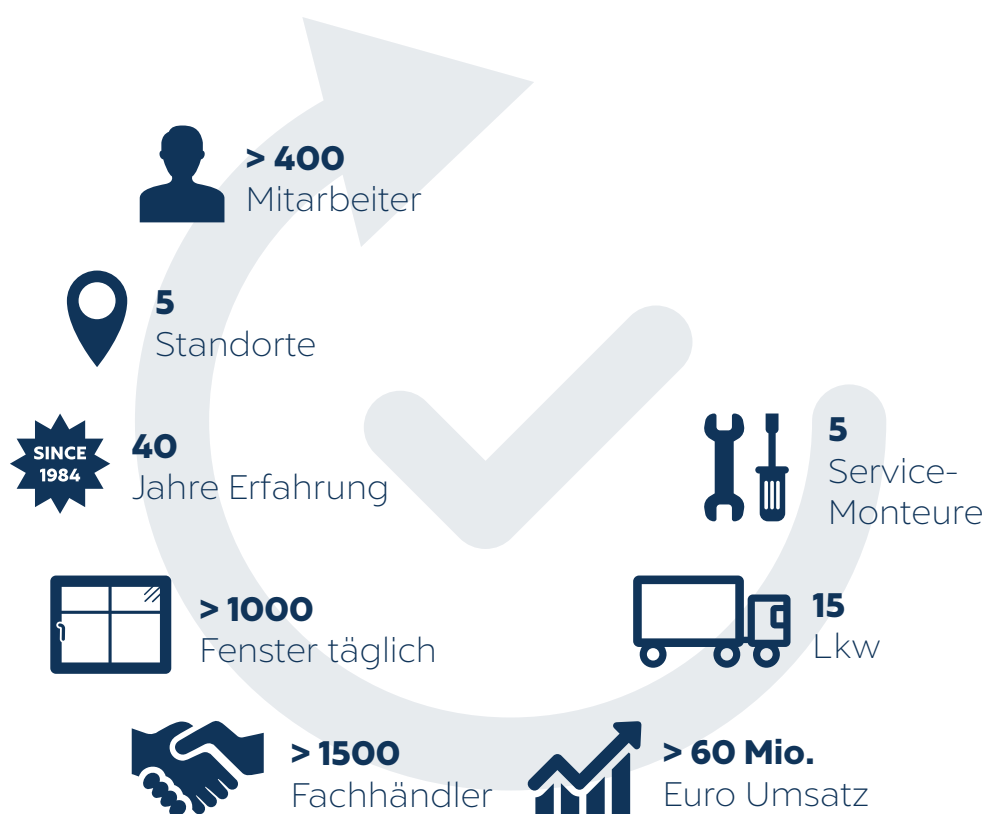 > 400
Mitarbeiter
5
Standorte
SINCE
1984
40
Jahre Erfahrung
> 1000
Fenster täglich
> 1500
Fachhändler
> 60 Mio.
Euro Umsatz
15
Lkw
5
Service-
Monteure